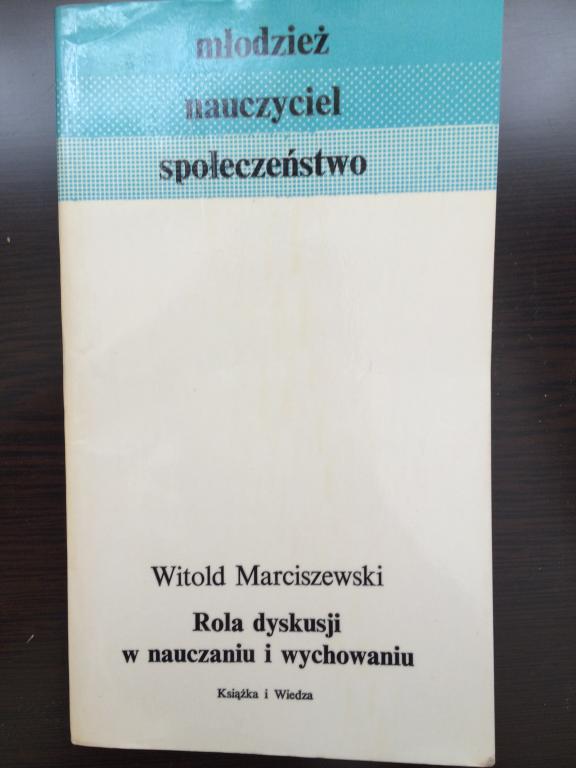 młodzież
nauczyciel
społeczeństwo
Witold Marciszewski
Rola dyskusji
w nauczaniu i wychowaniu
Książka i Wiedza